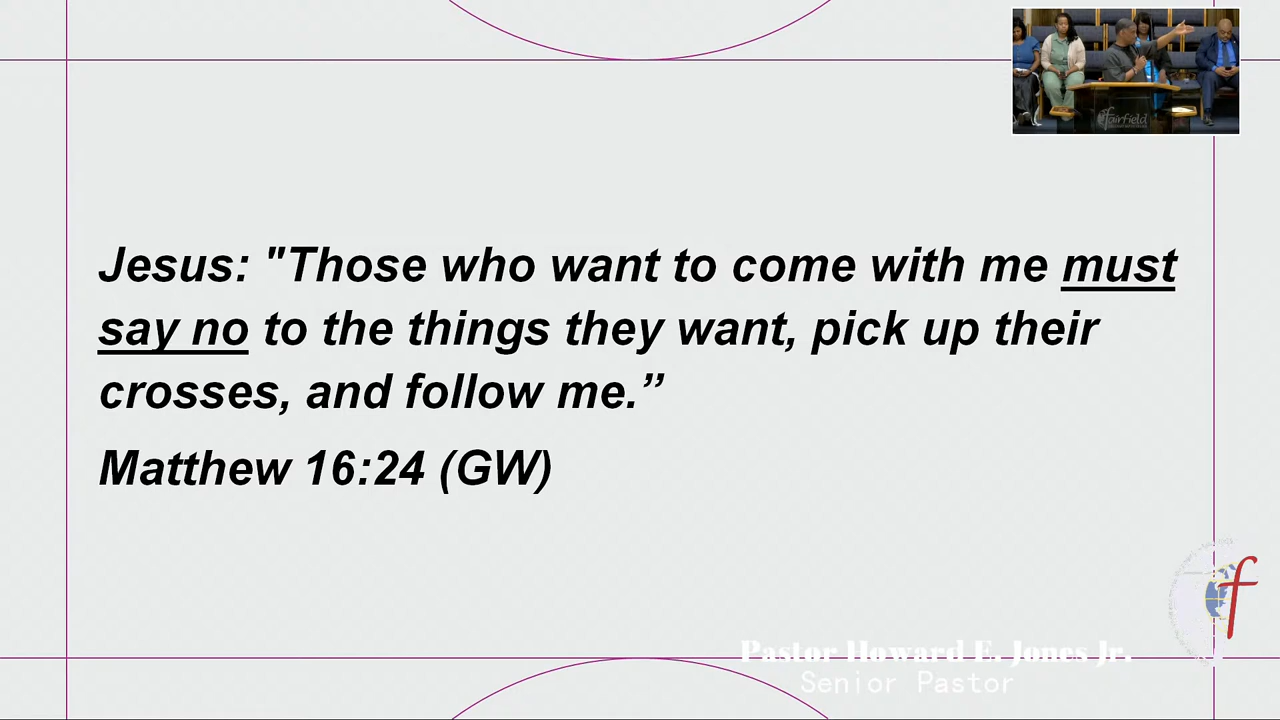 Jesus: "Those who want to come with me must
say no to the things they want, pick up their
crosses, and follow me.”
Matthew 16:24 (GW)
fairfield
f
Pastor Howard E. Jones Jr.
Senior Pastor